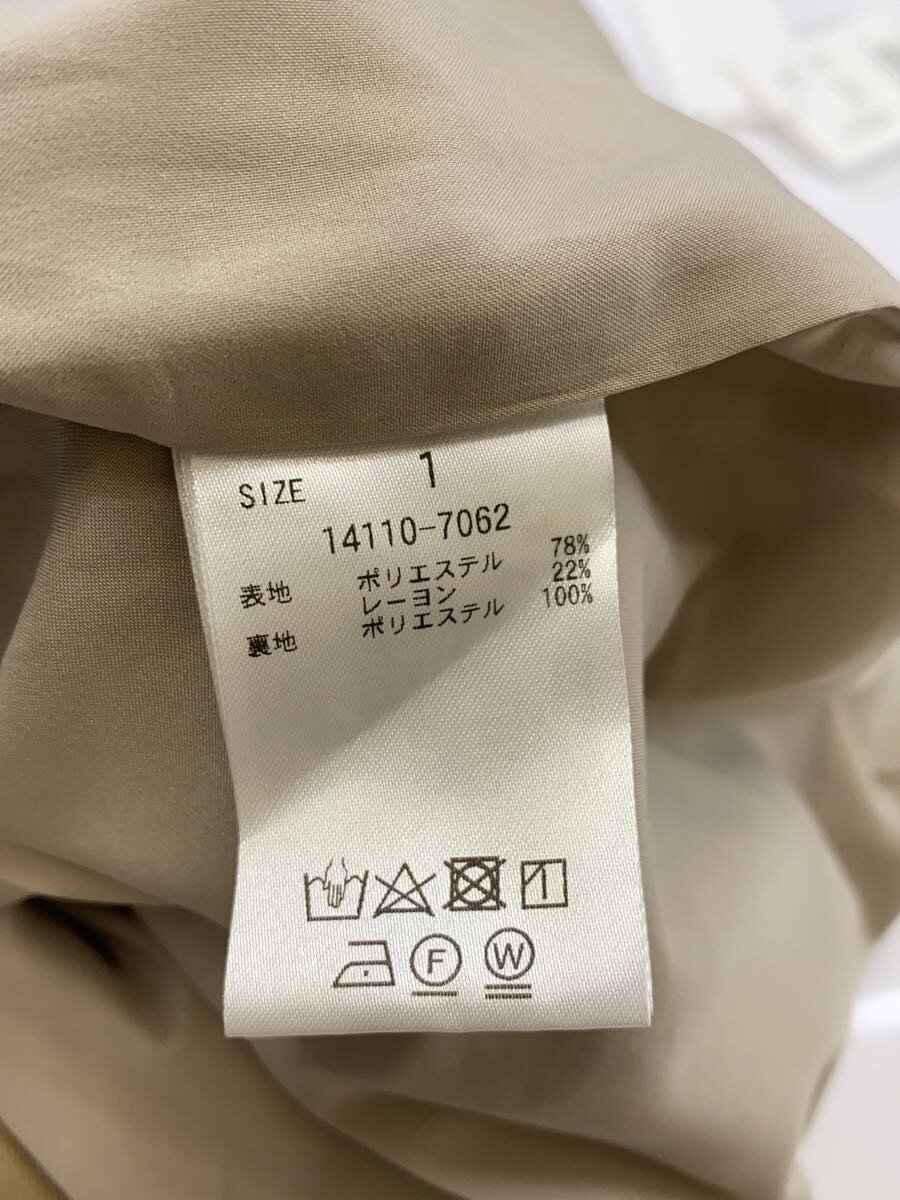 SIZE 1
14110-7062
表地 ポリエステル 78%
レーヨン 22%
裏地 ポリエステル 100%
F W